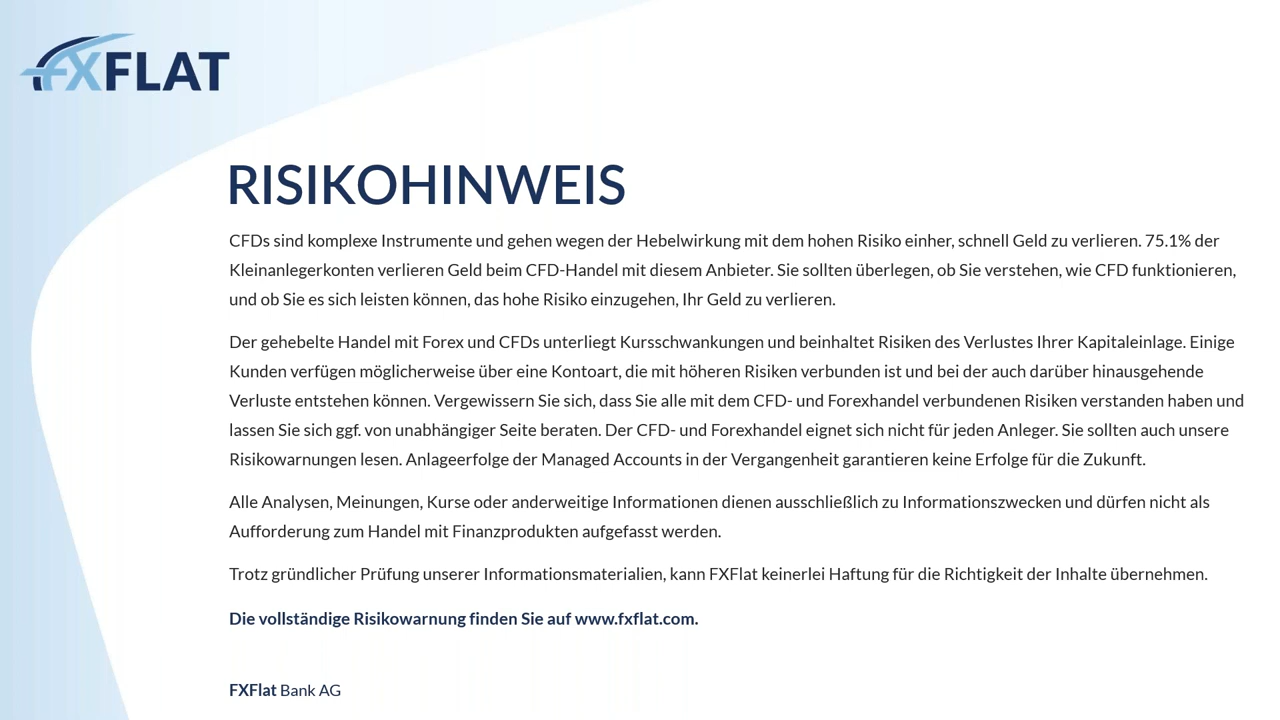 FXFLAT
RISIKOHINWEIS
CFDs sind komplexe Instrumente und gehen wegen der Hebelwirkung mit dem hohen Risiko einher, schnell Geld zu verlieren. 75.1% der
Kleinanlegerkonten verlieren Geld beim CFD-Handel mit diesem Anbieter. Sie sollten überlegen, ob Sie verstehen, wie CFD funktionieren,
und ob Sie es sich leisten können, das hohe Risiko einzugehen, Ihr Geld zu verlieren.
Der gehebelte Handel mit Forex und CFDs unterliegt Kursschwankungen und beinhaltet Risiken des Verlustes Ihrer Kapitaleinlage. Einige
Kunden verfügen möglicherweise über eine Kontoart, die mit höheren Risiken verbunden ist und bei der auch darüber hinausgehende
Verluste entstehen können. Vergewissern Sie sich, dass Sie alle mit dem CFD- und Forexhandel verbundenen Risiken verstanden haben und
lassen Sie sich ggf. von unabhängiger Seite beraten. Der CFD- und Forexhandel eignet sich nicht für jeden Anleger. Sie sollten auch unsere
Risikowarnungen lesen. Anlageerfolge der Managed Accounts in der Vergangenheit garantieren keine Erfolge für die Zukunft.
Alle Analysen, Meinungen, Kurse oder anderweitige Informationen dienen ausschließlich zu Informationszwecken und dürfen nicht als
Aufforderung zum Handel mit Finanzprodukten aufgefasst werden.
Trotz gründlicher Prüfung unserer Informationsmaterialien, kann FXFlat keinerlei Haftung für die Richtigkeit der Inhalte übernehmen.
Die vollständige Risikowarnung finden Sie auf www.fxflat.com.
FXFlat Bank AG